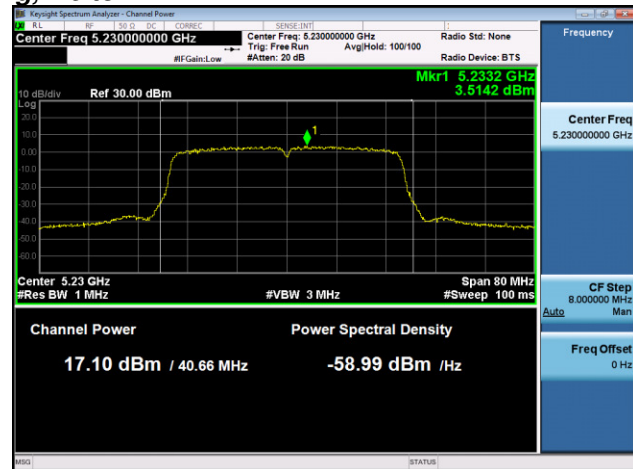 Keysight Spectrum Analyzer - Channel Power
RL RF 50 Ω DC CORREC SENSE:INT
Center Freq 5.230000000 GHz
#IFGain:Low
Center Freq: 5.230000000 GHz
Trig: Free Run Avg|Hold: 100/100
#Atten: 20 dB
Radio Std: None
Radio Device: BTS
Frequency
10 dB/div Ref 30.00 dBm
Mkr1 5.2332 GHz
3.5142 dBm
Log
20.0
10.0
0.00
-10.0
-20.0
-30.0
-40.0
-50.0
-60.0
1
Center 5.23 GHz Span 80 MHz
#Res BW 1 MHz #VBW 3 MHz #Sweep 100 ms
Channel Power Power Spectral Density
17.10 dBm / 40.66 MHz -58.99 dBm /Hz
Center Freq
5.230000000 GHz
CF Step
8.000000 MHz
Auto Man
Freq Offset
0 Hz
MSG STATUS